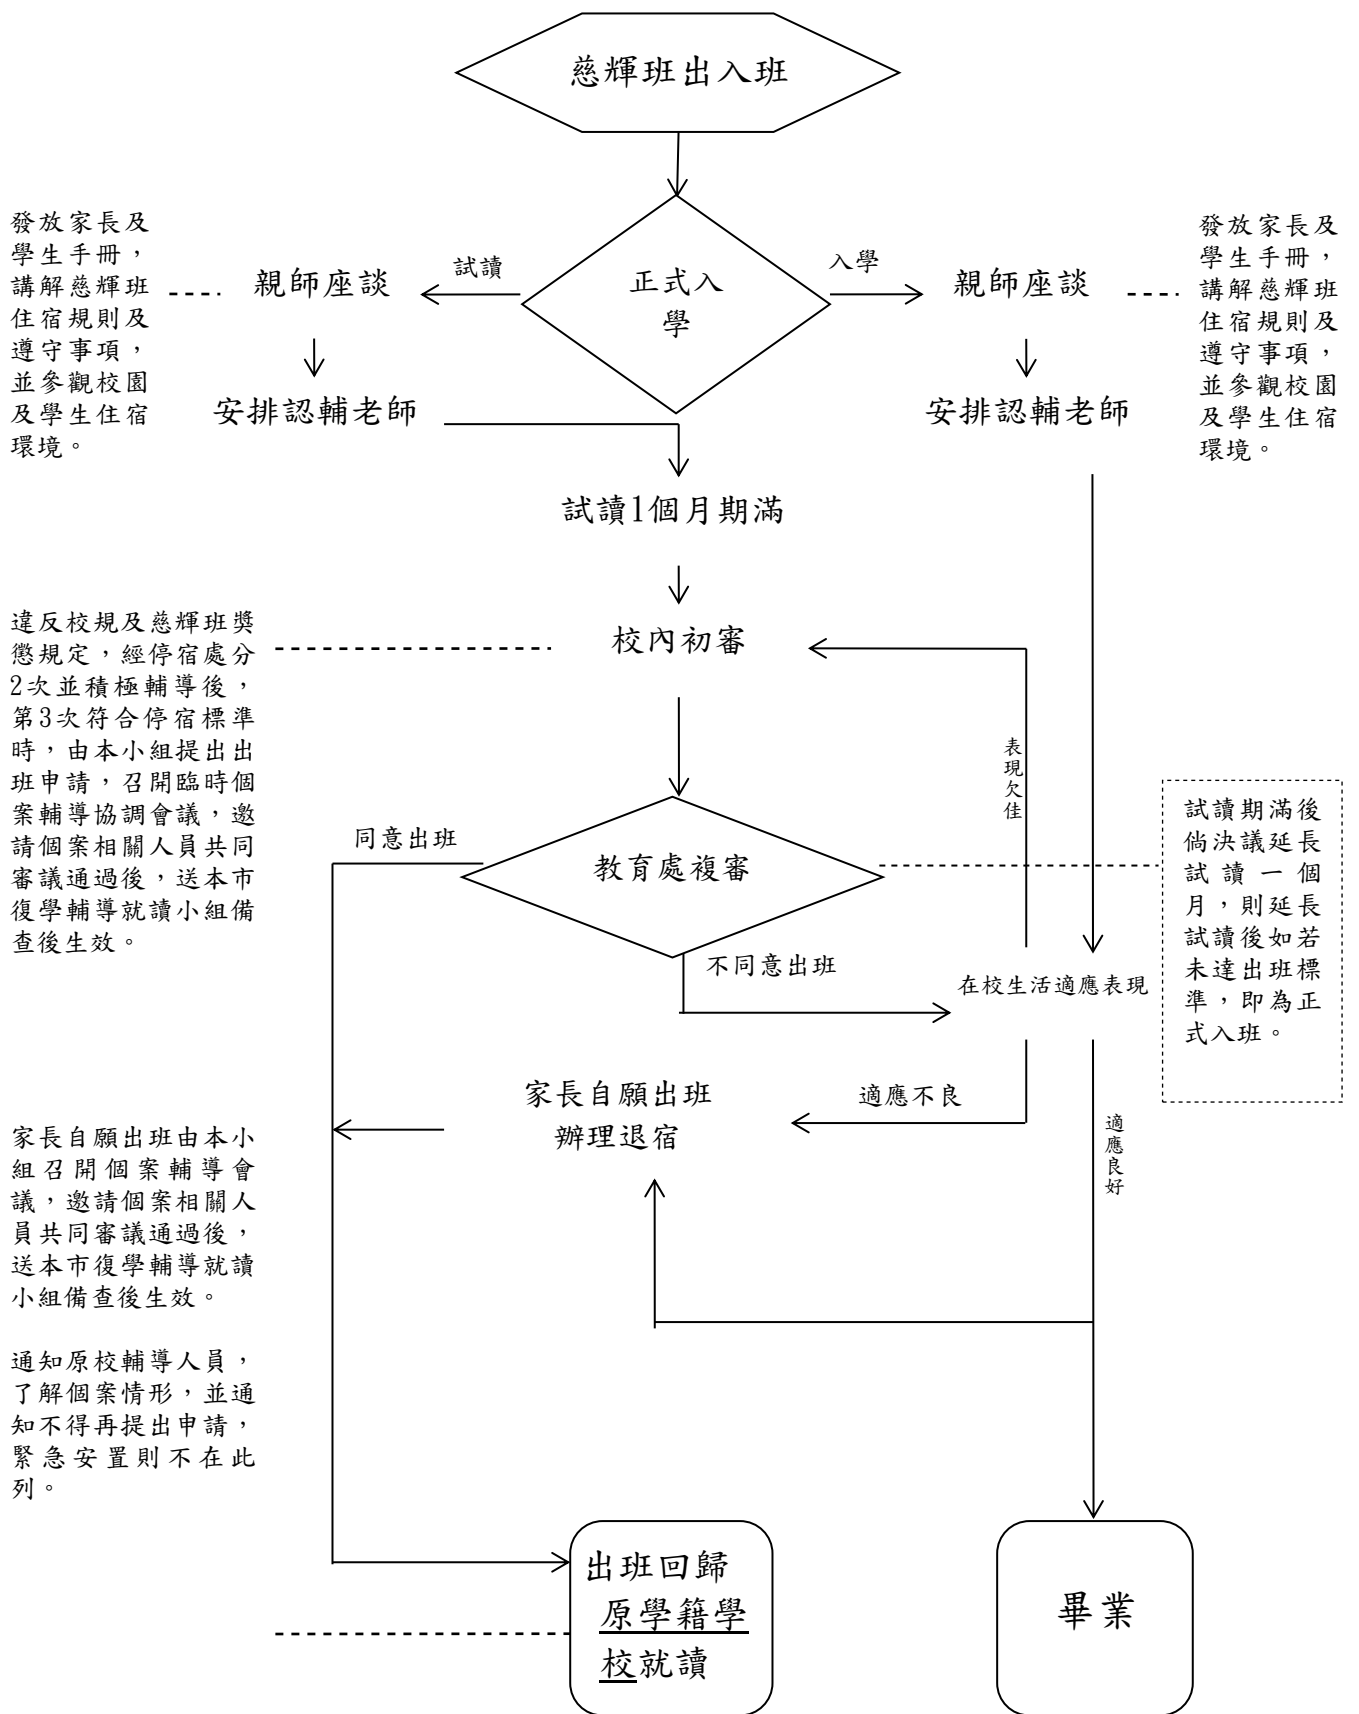 慈輝班出入班
發放家長及
學生手冊，
講解慈輝班
住宿規則及
遵守事項，
並參觀校園
及學生住宿
環境。
親師座談
試讀
正式入
學
入學
親師座談
發放家長及
學生手冊，
講解慈輝班
住宿規則及
遵守事項，
並參觀校園
及學生住宿
環境。
安排認輔老師
安排認輔老師
試讀1個月期滿
違反校規及慈輝班獎
懲規定，經停宿處分
2次並積極輔導後，
第3次符合停宿標準
時，由本小組提出出
班申請，召開臨時個
案輔導協調會議，邀
請個案相關人員共同
審議通過後，送本市
復學輔導就讀小組備
查後生效。
校內初審
表現欠佳
同意出班
教育處複審
試讀期滿後
倘決議延長
試讀一個
月，則延長
試讀後如若
未達出班標
準，即為正
式入班。
不同意出班
在校生活適應表現
家長自願出班
辦理退宿
適應不良
適應良好
家長自願出班由本小
組召開個案輔導會
議，邀請個案相關人
員共同審議通過後，
送本市復學輔導就讀
小組備查後生效。
通知原校輔導人員，
了解個案情形，並通
知不得再提出申請，
緊急安置則不在此
列。
出班回歸
原學籍學
校就讀
畢業